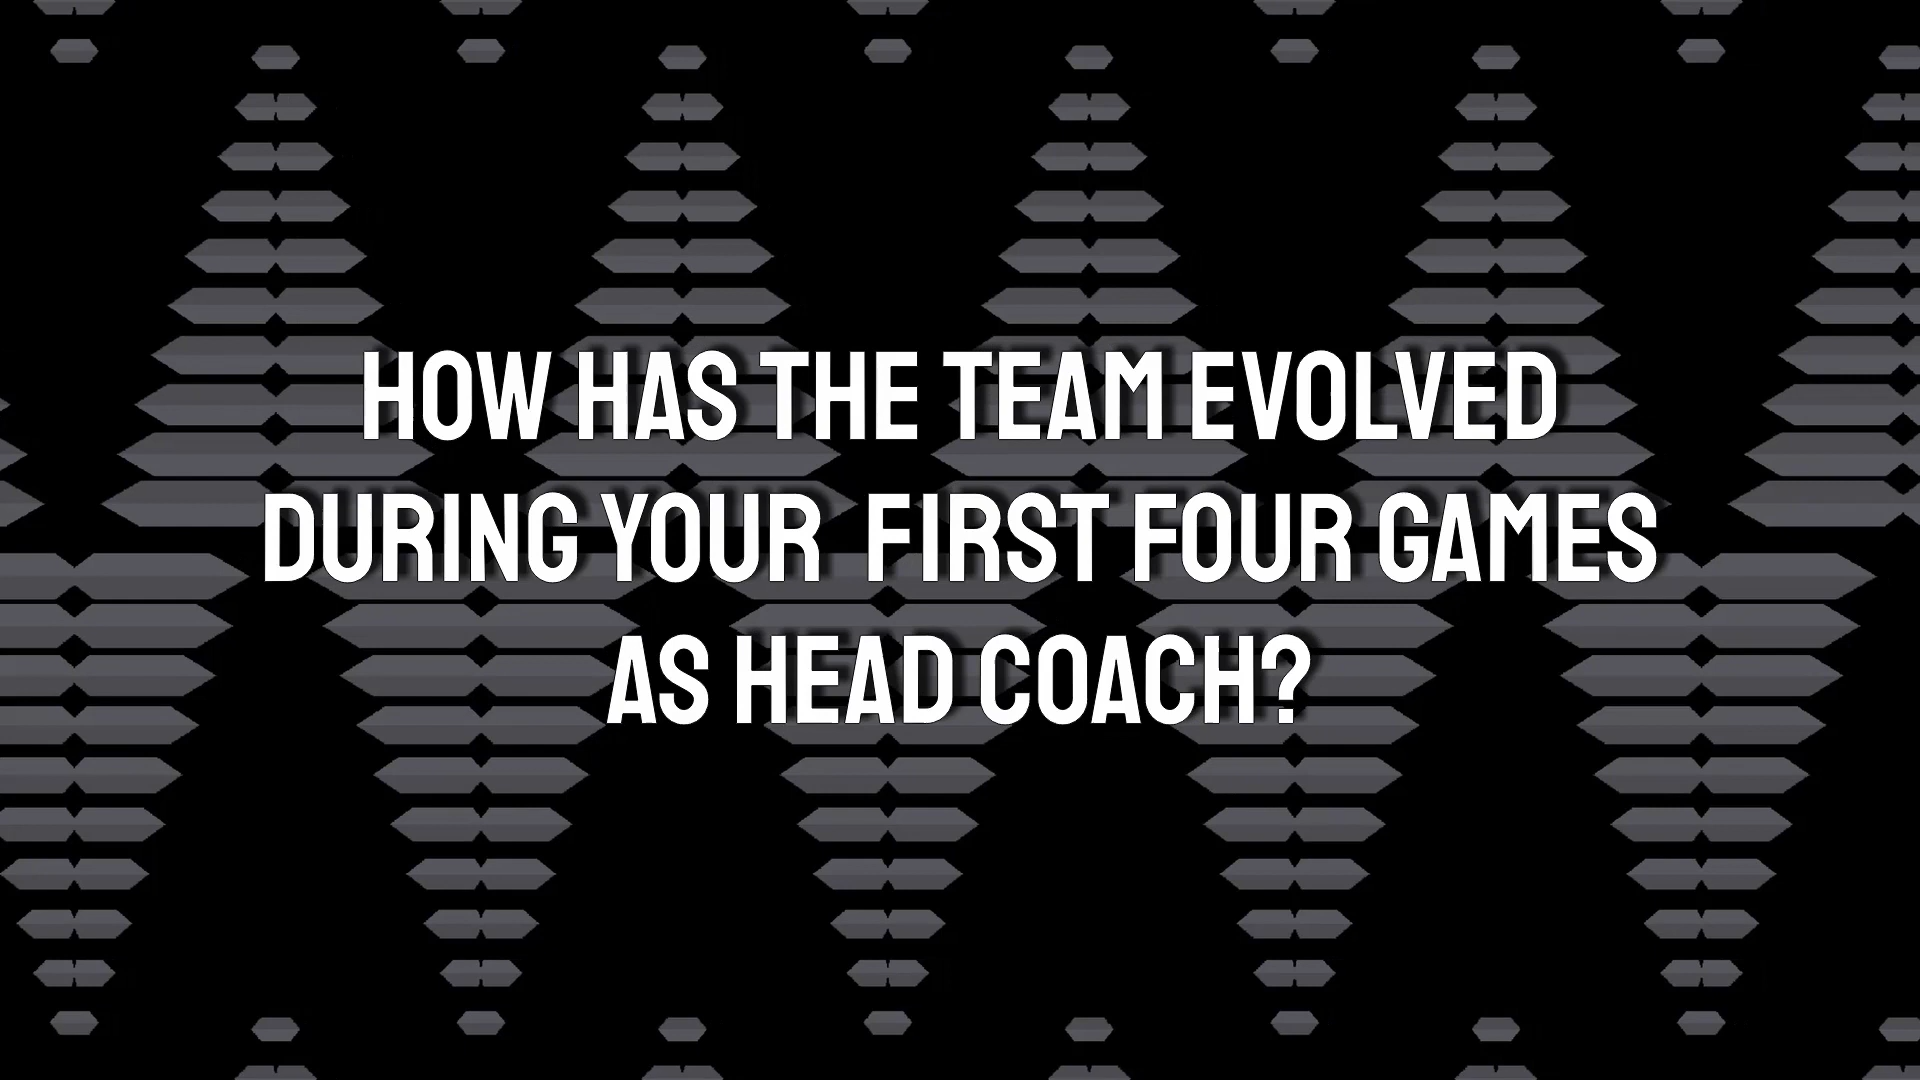 HOW HAS THE TEAM EVOLVED
DURING YOUR FIRST FOUR GAMES
AS HEAD COACH?